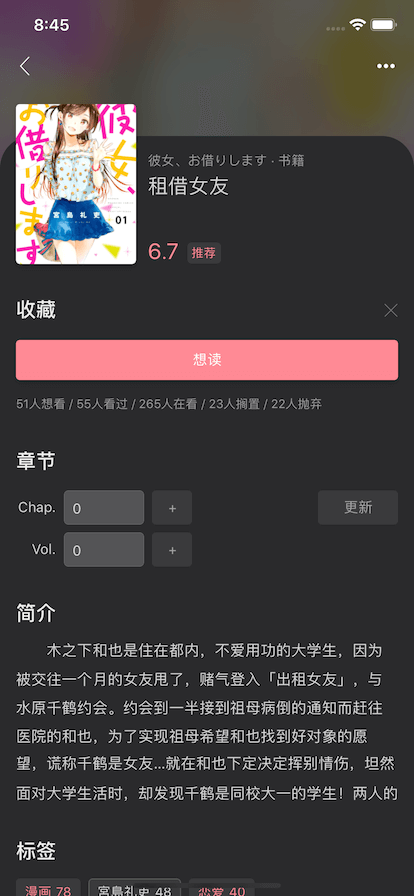 8:45
彼女、お借りします
宮島礼史
01
彼女、お借りします · 书籍
租借女友
6.7 推荐
收藏
想读
51人想看 / 55人看过 / 265人在看 / 23人搁置 / 22人抛弃
章节
Chap. 0 + 更新
Vol. 0 +
简介
木之下和也是住在都内，不爱用功的大学生，因为
被交往一个月的女友甩了，赌气登入「出租女友」，与
水原千鹤约会。约会到一半接到祖母病倒的通知而赶往
医院的和也，为了实现祖母希望和也找到好对象的愿
望，谎称千鹤是女友...就在和也下定决定挥别情伤，坦然
面对大学生活时，却发现千鹤是同校大一的学生！两人的
标签
漫画 78 宮島礼史 48 恋爱 40